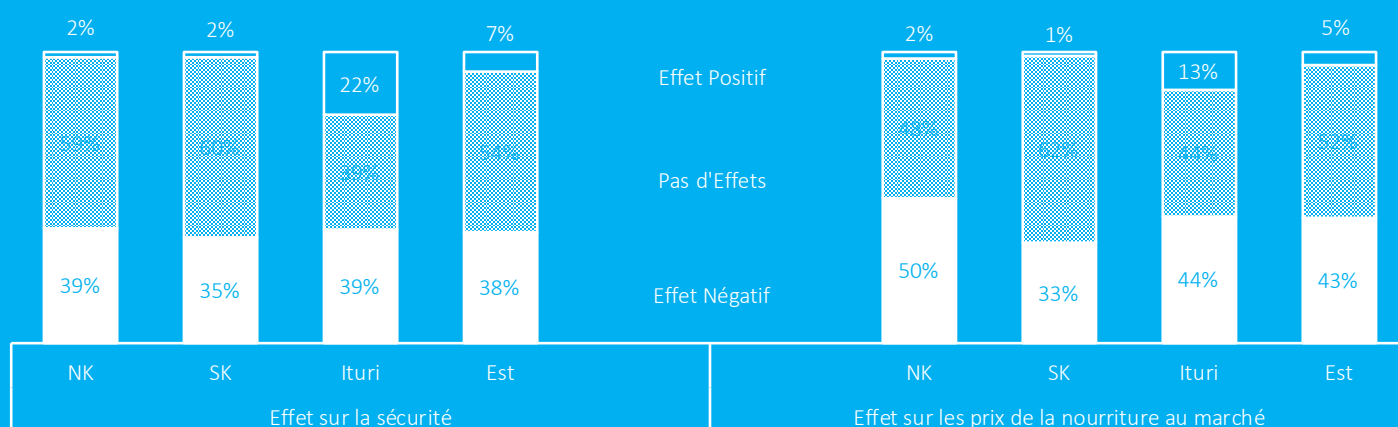 2% 2% 7% 2% 1% 5%
22% Effet Positif 13%
59% 60% 39% 54% Pas d'Effets 48% 62% 44% 52%
39% 35% 39% 38% Effet Négatif 50% 33% 44% 43%
NK SK Ituri Est NK SK Ituri Est
Effet sur la sécurité Effet sur les prix de la nourriture au marché